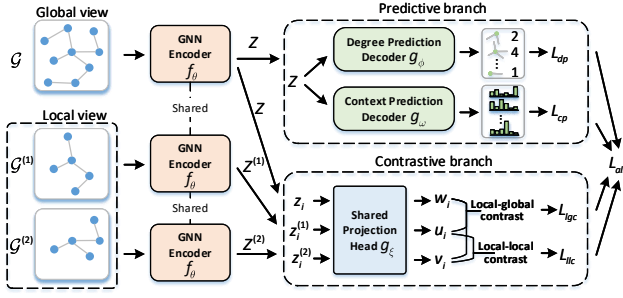 Global view
Predictive branch
𝒢
GNN
Encoder
f_θ
Z
Z
Degree Prediction
Decoder g_ϕ
2
4
1
L_dp
Shared
Z
Context Prediction
Decoder g_ω
L_cp
Local view
𝒢^(1)
GNN
Encoder
f_θ
Z^(1)
Contrastive branch
L_al
Shared
z_i
z_i^(1)
z_i^(2)
Shared
Projection
Head g_ξ
w_i
u_i
v_i
Local-global
contrast
L_lgc
Local-local
contrast
L_llc
𝒢^(2)
GNN
Encoder
f_θ
Z^(2)